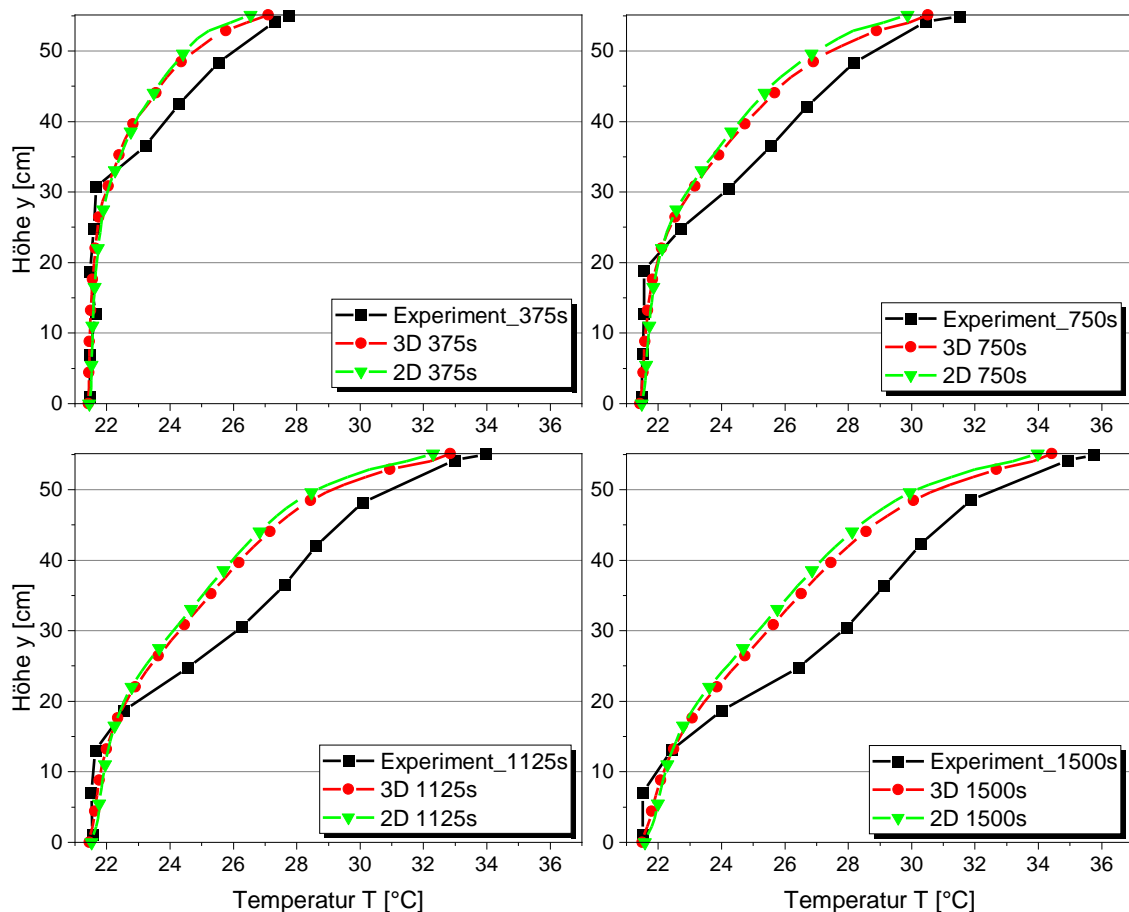 Höhe y [cm]
50
40
30
20
10
0
22 24 26 28 30 32 34 36
Experiment_375s
3D 375s
2D 375s
50
40
30
20
10
0
22 24 26 28 30 32 34 36
Experiment_750s
3D 750s
2D 750s
Höhe y [cm]
50
40
30
20
10
0
22 24 26 28 30 32 34 36
Experiment_1125s
3D 1125s
2D 1125s
Temperatur T [°C]
50
40
30
20
10
0
22 24 26 28 30 32 34 36
Experiment_1500s
3D 1500s
2D 1500s
Temperatur T [°C]